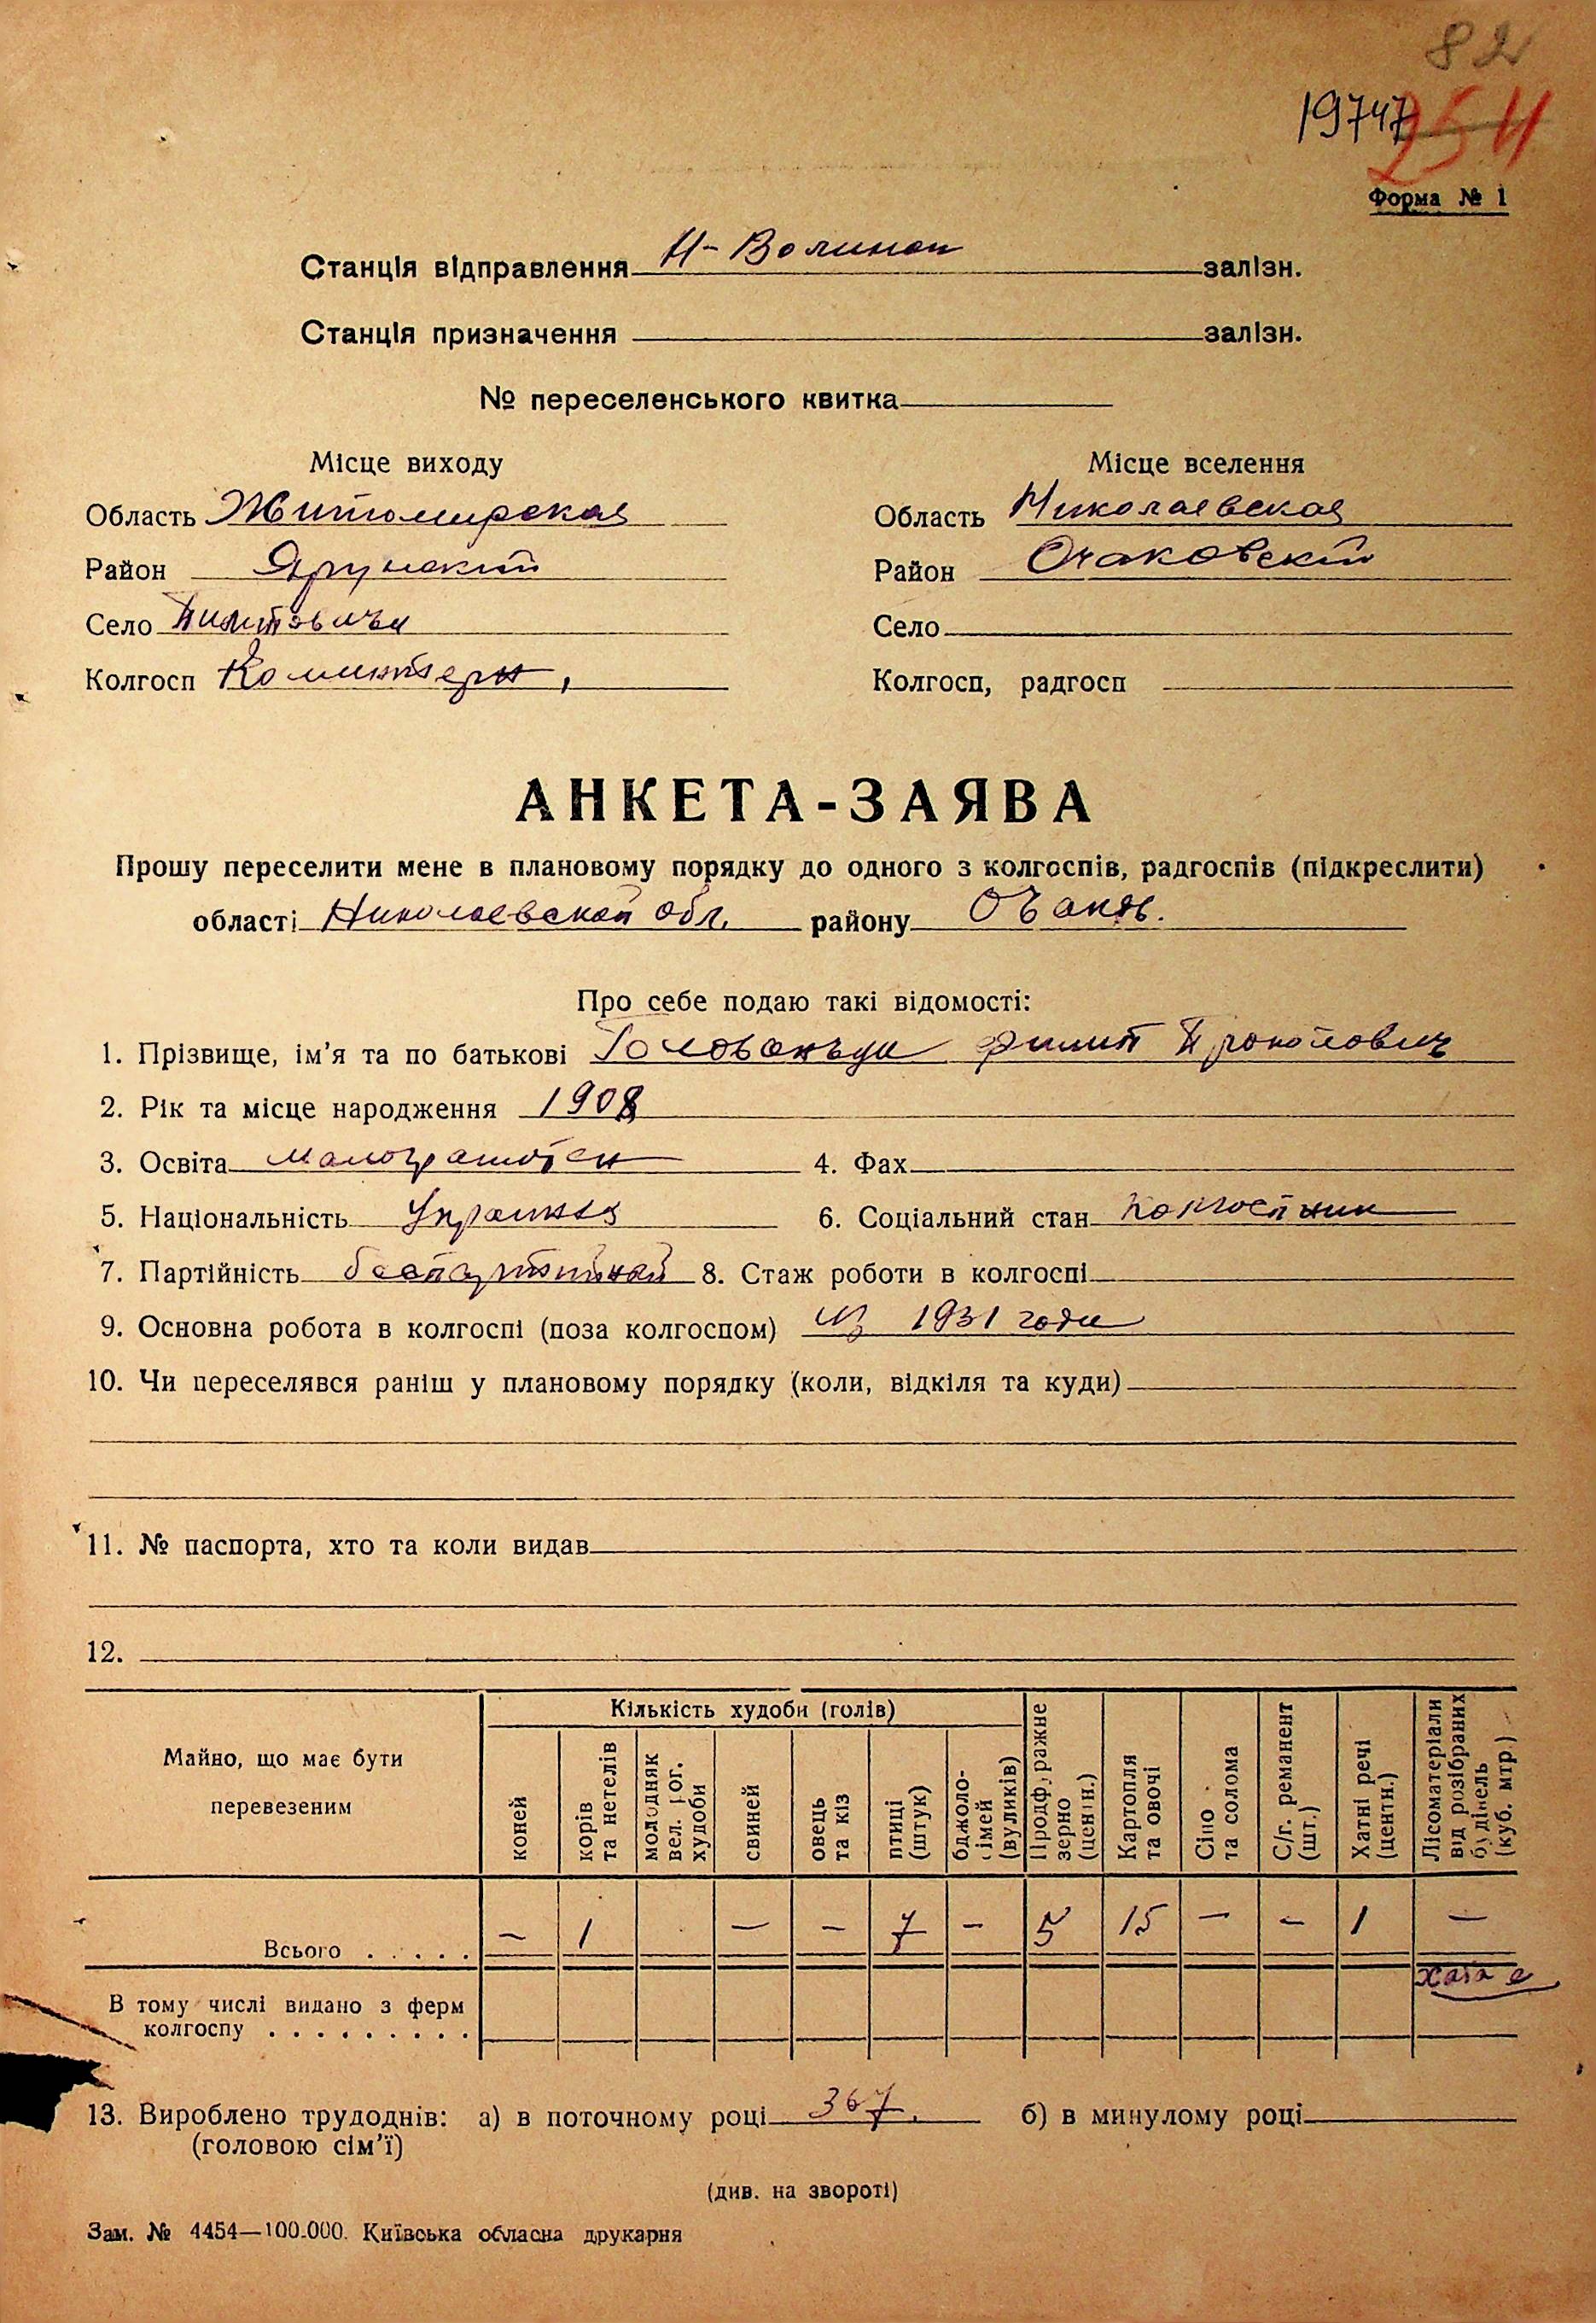 82
19747
254
Форма № 1
Станція відправлення Н-Волинск залізн.
Станція призначення залізн.
№ переселенського квитка
Місце виходу
Місце вселення
Область Житомирская
Область Николаевская
Район Ярунский
Район Очаковский
Село
Село
Колгосп Коминтерн,
Колгосп, радгосп
АНКЕТА-ЗАЯВА
Прошу переселити мене в плановому порядку до одного з колгоспів, радгоспів (підкреслити)
області Николаевской обл. району Очаков.
Про себе подаю такі відомості:
1. Прізвище, ім'я та по батькові Филип Прокопович
2. Рік та місце народження 1908
3. Освіта малограмотен 4. Фах
5. Національність 6. Соціальний стан колгоспник
7. Партійність беспартийный 8. Стаж роботи в колгоспі
9. Основна робота в колгоспі (поза колгоспом) из 1931 года
10. Чи переселявся раніш у плановому порядку (коли, відкіля та куди)
11. № паспорта, хто та коли видав
12.
Майно, що має бути перевезеним
Кількість худоби (голів)
коней
корів та нетелів
молодняк вел. рог. худоби
свиней
овець та кіз
птиці (штук)
бджолосімей (вуликів)
Продфуражне зерно (центн.)
Картопля та овочі
Сіно та солома
С/г. реманент (шт.)
Хатні речі (центн.)
Лісоматеріали від розібраних будівель (куб. мтр.)
Всього . . . . . — 1 — — 7 — 5 15 — — 1 —
хата є
В тому числі видано з ферм
колгоспу . . . . . . . . .
13. Вироблено трудоднів: а) в поточному році 367. б) в минулому році
(головою сім'ї)
(див. на звороті)
Зам. № 4454—100.000. Київська обласна друкарня